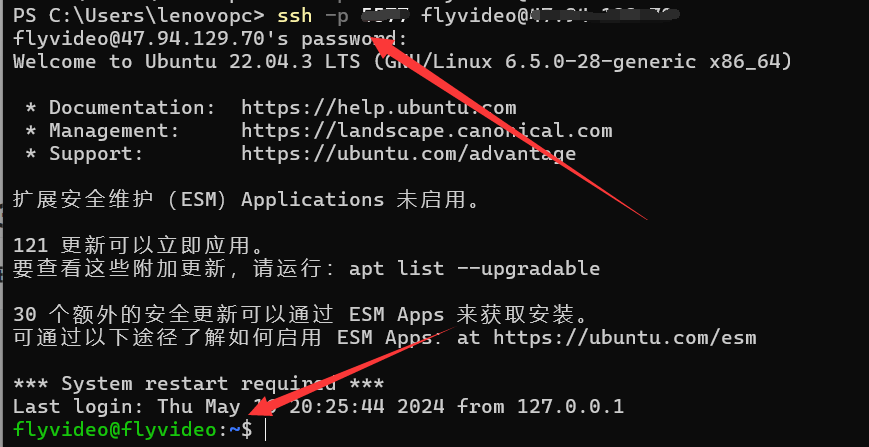 PS C:\Users\lenovopc> ssh -p flyvideo@
flyvideo@47.94.129.70's password:
Welcome to Ubuntu 22.04.3 LTS (GNU/Linux 6.5.0-28-generic x86_64)
* Documentation: https://help.ubuntu.com
* Management: https://landscape.canonical.com
* Support: https://ubuntu.com/advantage
扩展安全维护（ESM）Applications 未启用。
121 更新可以立即应用。
要查看这些附加更新，请运行：apt list --upgradable
30 个额外的安全更新可以通过 ESM Apps 来获取安装。
可通过以下途径了解如何启用 ESM Apps：at https://ubuntu.com/esm
*** System restart required ***
Last login: Thu May 20:25:44 2024 from 127.0.0.1
flyvideo@flyvideo:~$